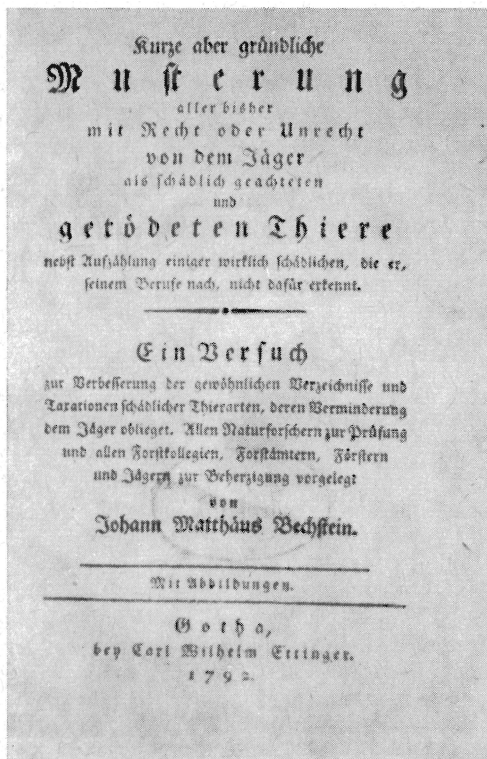 Kurze aber gründliche
Musterung
aller bisher
mit Recht oder Unrecht
von dem Jäger
als schädlich geachteten
und
getödeten Thiere
nebst Aufzählung einiger wirklich schädlichen, die er,
seinem Berufe nach, nicht dafür erkennt.
Ein Versuch
zur Verbesserung der gewöhnlichen Verzeichnisse und
Taxationen schädlicher Thierarten, deren Verminderung
dem Jäger oblieget. Allen Naturforschern zur Prüfung
und allen Forstkollegien, Forstämtern, Förstern
und Jägern zur Beherzigung vorgelegt
von
Johann Matthäus Bechstein.
Mit Abbildungen.
Gotha,
bey Carl Wilhelm Ettinger.
1792.